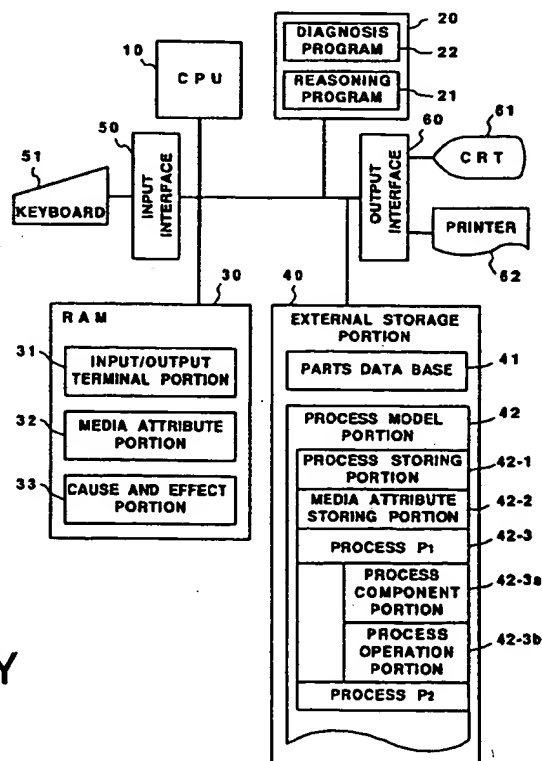 20
DIAGNOSIS
PROGRAM
22
REASONING
PROGRAM
21
10
CPU
50
INPUT
INTERFACE
51
KEYBOARD
60
OUTPUT
INTERFACE
61
CRT
PRINTER
62
30
RAM
31
INPUT/OUTPUT
TERMINAL PORTION
32
MEDIA ATTRIBUTE
PORTION
33
CAUSE AND EFFECT
PORTION
40
EXTERNAL STORAGE
PORTION
PARTS DATA BASE
41
PROCESS MODEL
PORTION
42
PROCESS STORING
PORTION
42-1
MEDIA ATTRIBUTE
STORING PORTION
42-2
PROCESS P1
42-3
PROCESS
COMPONENT
PORTION
42-3a
PROCESS
OPERATION
PORTION
42-3b
PROCESS P2
Y